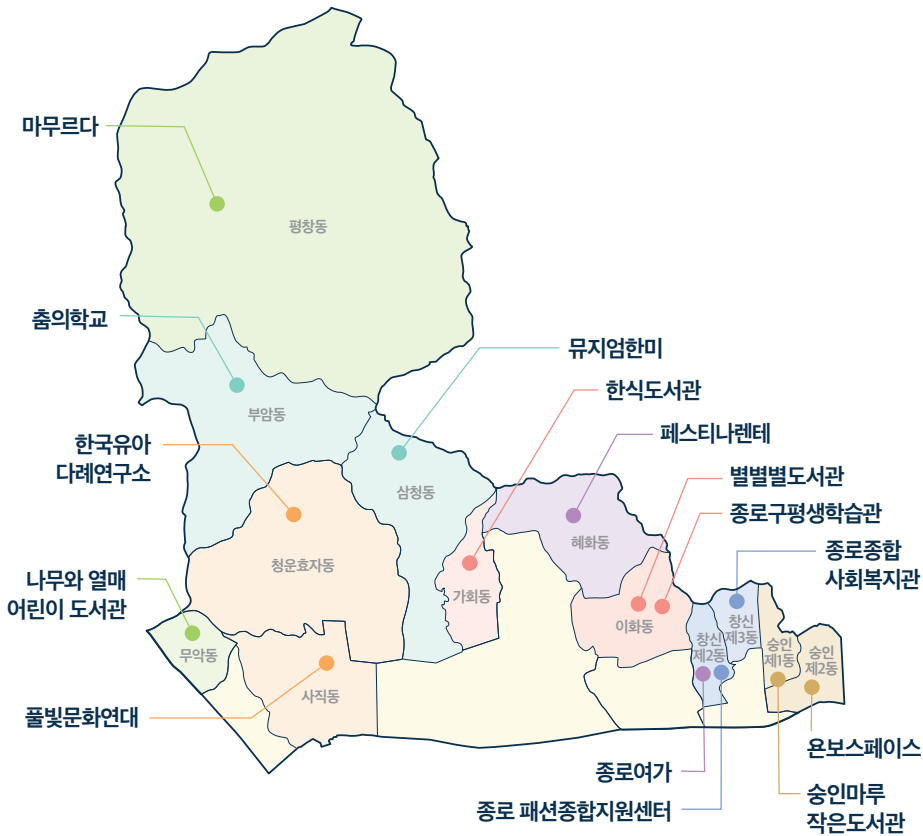 마무르다
평창동
춤의학교
뮤지엄한미
한식도서관
부암동
페스티나렌테
한국유아
다례연구소
별별별도서관
삼청동
종로구평생학습관
혜화동
종로종합
사회복지관
청운효자동
나무와 열매
어린이 도서관
가회동
이화동
창신
제3동
창신
제2동
숭인
제1동
숭인
제2동
무악동
사직동
풀빛문화연대
욘보스페이스
종로여가
숭인마루
작은도서관
종로 패션종합지원센터